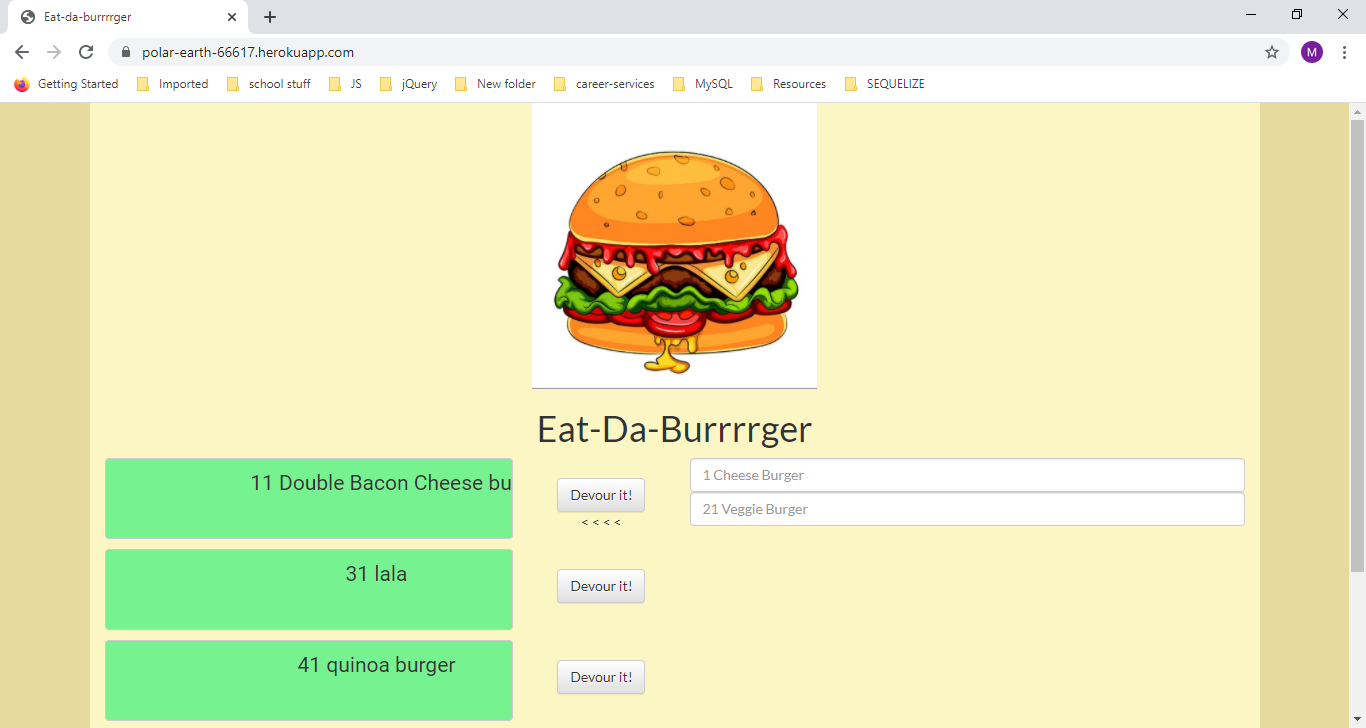 Eat-da-burrrrger
polar-earth-66617.herokuapp.com
M
Getting Started Imported school stuff JS jQuery New folder career-services MySQL Resources SEQUELIZE
Eat-Da-Burrrrger
11 Double Bacon Cheese bu
Devour it!
< < < <
1 Cheese Burger
21 Veggie Burger
31 lala
Devour it!
41 quinoa burger
Devour it!